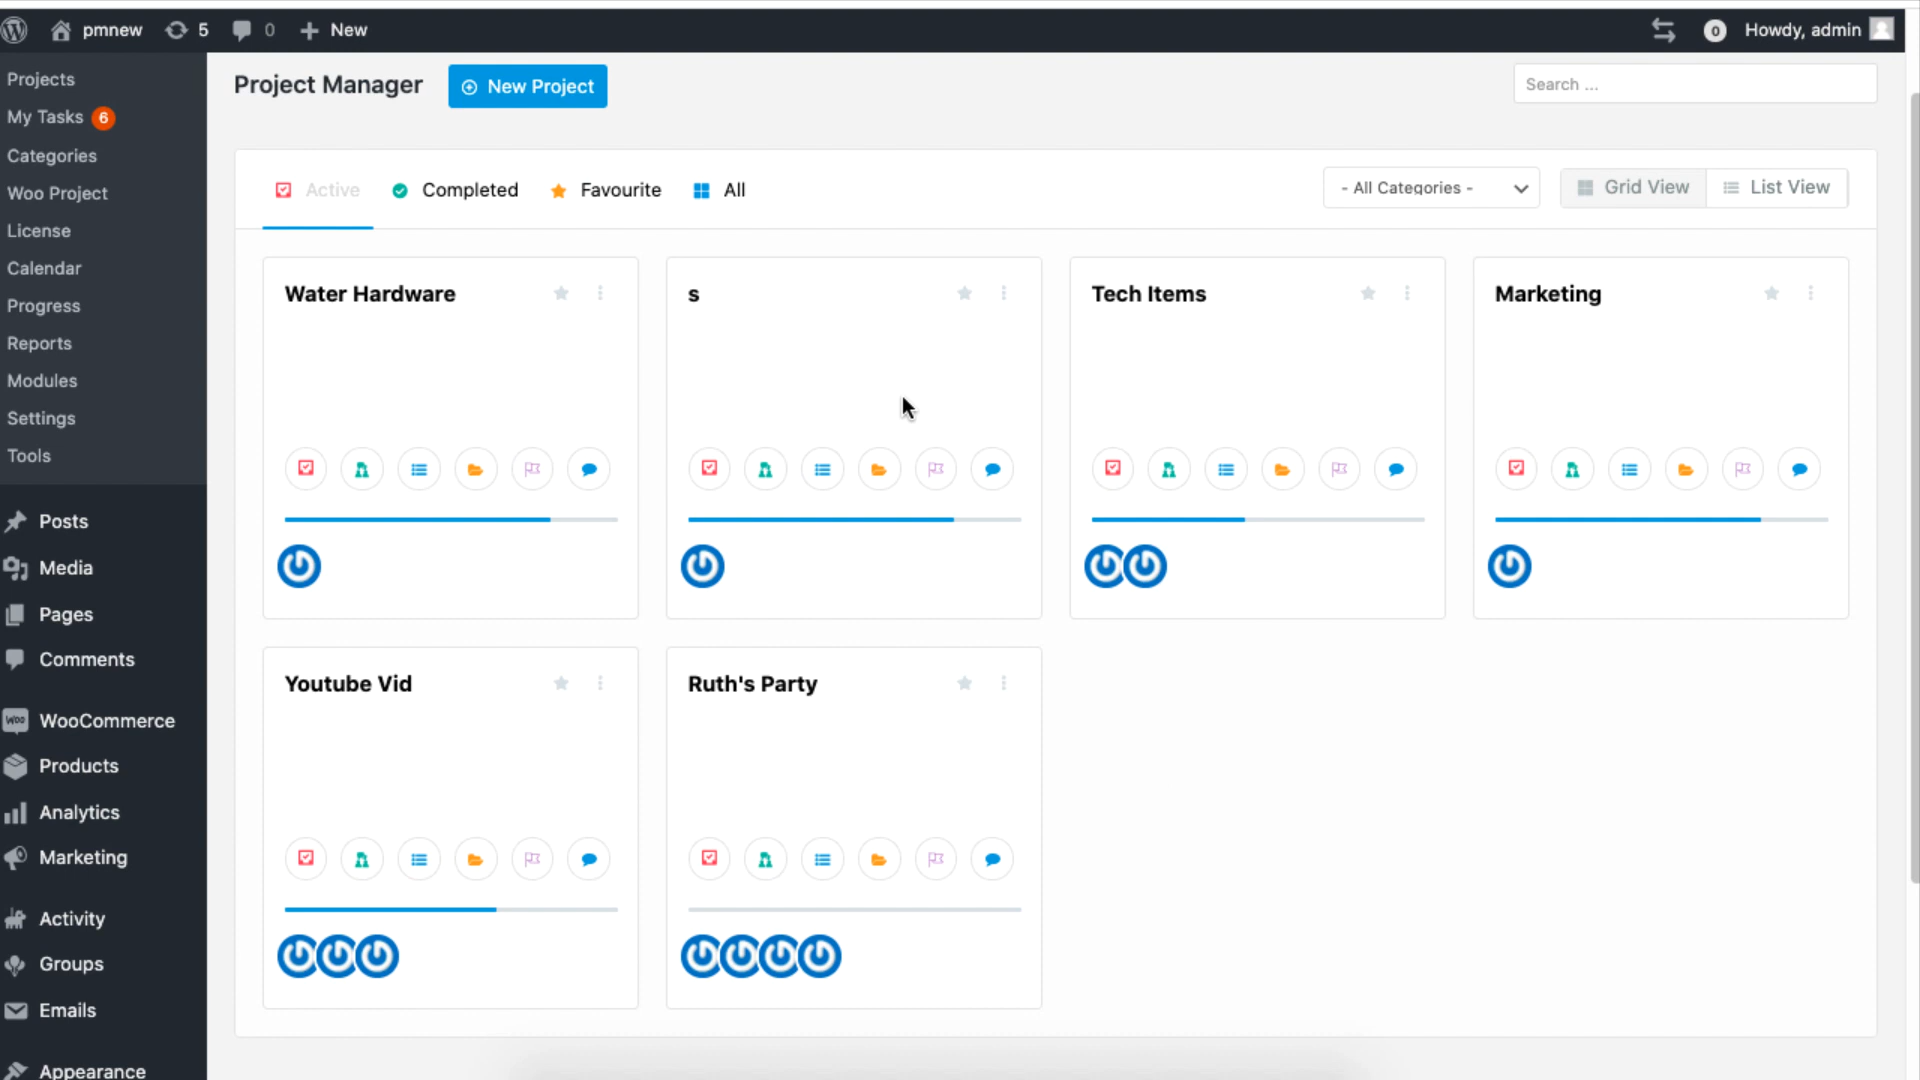 pmnew 5 0 New 0 Howdy, admin
Projects
My Tasks 6
Categories
Woo Project
License
Calendar
Progress
Reports
Modules
Settings
Tools
Posts
Media
Pages
Comments
Woo WooCommerce
Products
Analytics
Marketing
Activity
Groups
Emails
Appearance
Project Manager New Project Search ...
Active Completed Favourite All - All Categories - Grid View List View
Water Hardware
s
Tech Items
Marketing
Youtube Vid
Ruth's Party